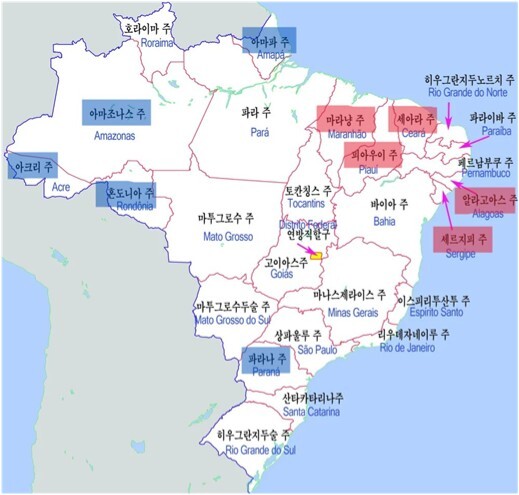 호라이마 주
Roraima
아마파 주
Amapá
아마조나스 주
Amazonas
파라 주
Pará
마라냥 주
Maranhão
세아라 주
Ceará
히우그란지두노르치 주
Rio Grande do Norte
파라이바 주
Paraiba
피아우이 주
Piauí
페르남부쿠 주
Pernambuco
아크리 주
Acre
혼도니아 주
Rondônia
토칸칭스 주
Tocantins
알라고아스 주
Alagoas
세르지피 주
Sergipe
마투그로수 주
Mato Grosso
바이아 주
Bahia
Distrito Federal
연방직할구
고이아스주
Goiás
마투그로수두술 주
Mato Grosso do Sul
마나스제라이스 주
Minas Gerais
이스피리투산투 주
Espírito Santo
상파울루 주
São Paulo
리우데자네이루 주
Rio de Janeiro
파라나 주
Paraná
산타카타리나주
Santa Catarina
히우그란지두술 주
Rio Grande do Sul